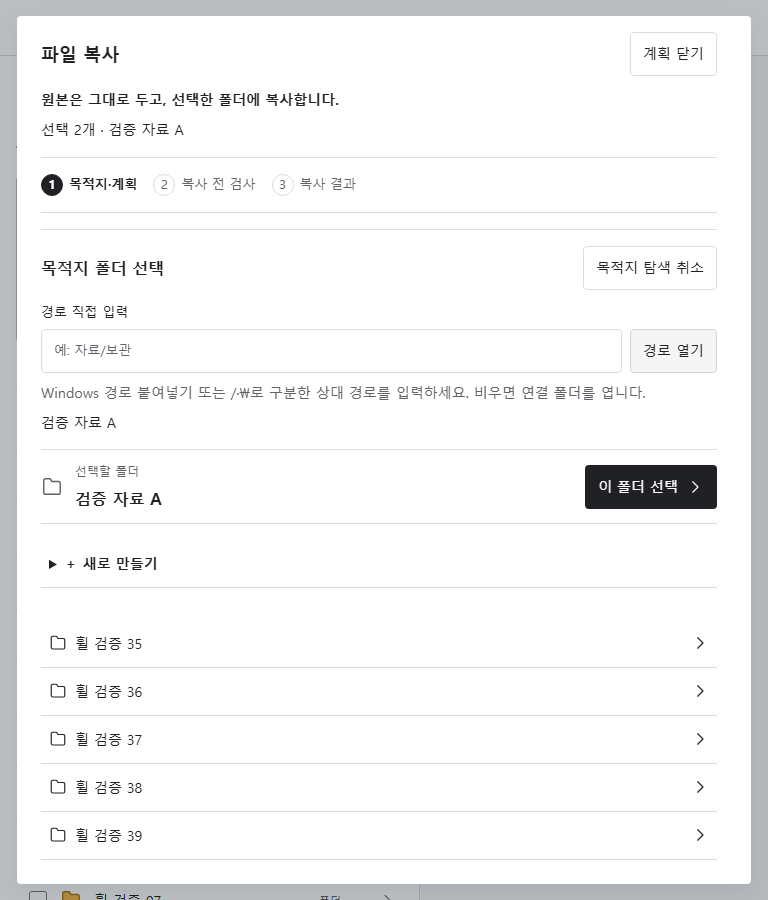 파일 복사
계획 닫기
원본은 그대로 두고, 선택한 폴더에 복사합니다.
선택 2개 · 검증 자료 A
1 목적지·계획 2 복사 전 검사 3 복사 결과
목적지 폴더 선택
목적지 탐색 취소
경로 직접 입력
예: 자료/보관
경로 열기
Windows 경로 붙여넣기 또는 /·₩로 구분한 상대 경로를 입력하세요. 비우면 연결 폴더를 엽니다.
검증 자료 A
선택할 폴더
검증 자료 A
이 폴더 선택
+ 새로 만들기
휠 검증 35
휠 검증 36
휠 검증 37
휠 검증 38
휠 검증 39